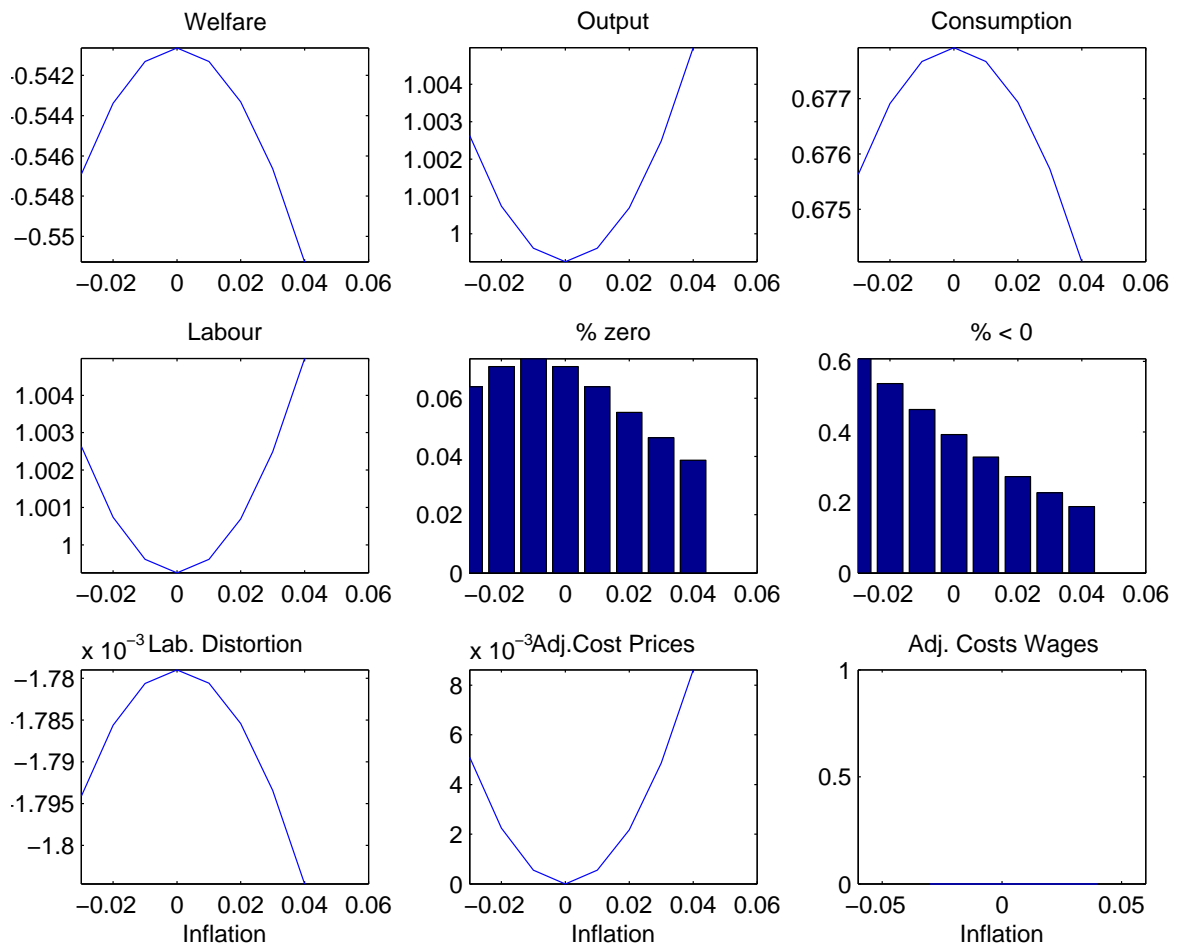 Welfare
-0.542
-0.544
-0.546
-0.548
−0.55
−0.02 0 0.02 0.04 0.06
Output
1.004
1.003
1.002
1.001
1
−0.02 0 0.02 0.04 0.06
Consumption
0.677
0.676
0.675
−0.02 0 0.02 0.04 0.06
Labour
1.004
1.003
1.002
1.001
1
−0.02 0 0.02 0.04 0.06
% zero
0.06
0.04
0.02
0
−0.02 0 0.02 0.04 0.06
% < 0
0.6
0.4
0.2
0
−0.02 0 0.02 0.04 0.06
x 10−3 Lab. Distortion
−1.78
-1.785
−1.79
-1.795
−1.8
−0.02 0 0.02 0.04 0.06
Inflation
x 10−3 Adj.Cost Prices
8
6
4
2
0
−0.02 0 0.02 0.04 0.06
Inflation
Adj. Costs Wages
1
0.5
0
−0.05 0 0.05
Inflation